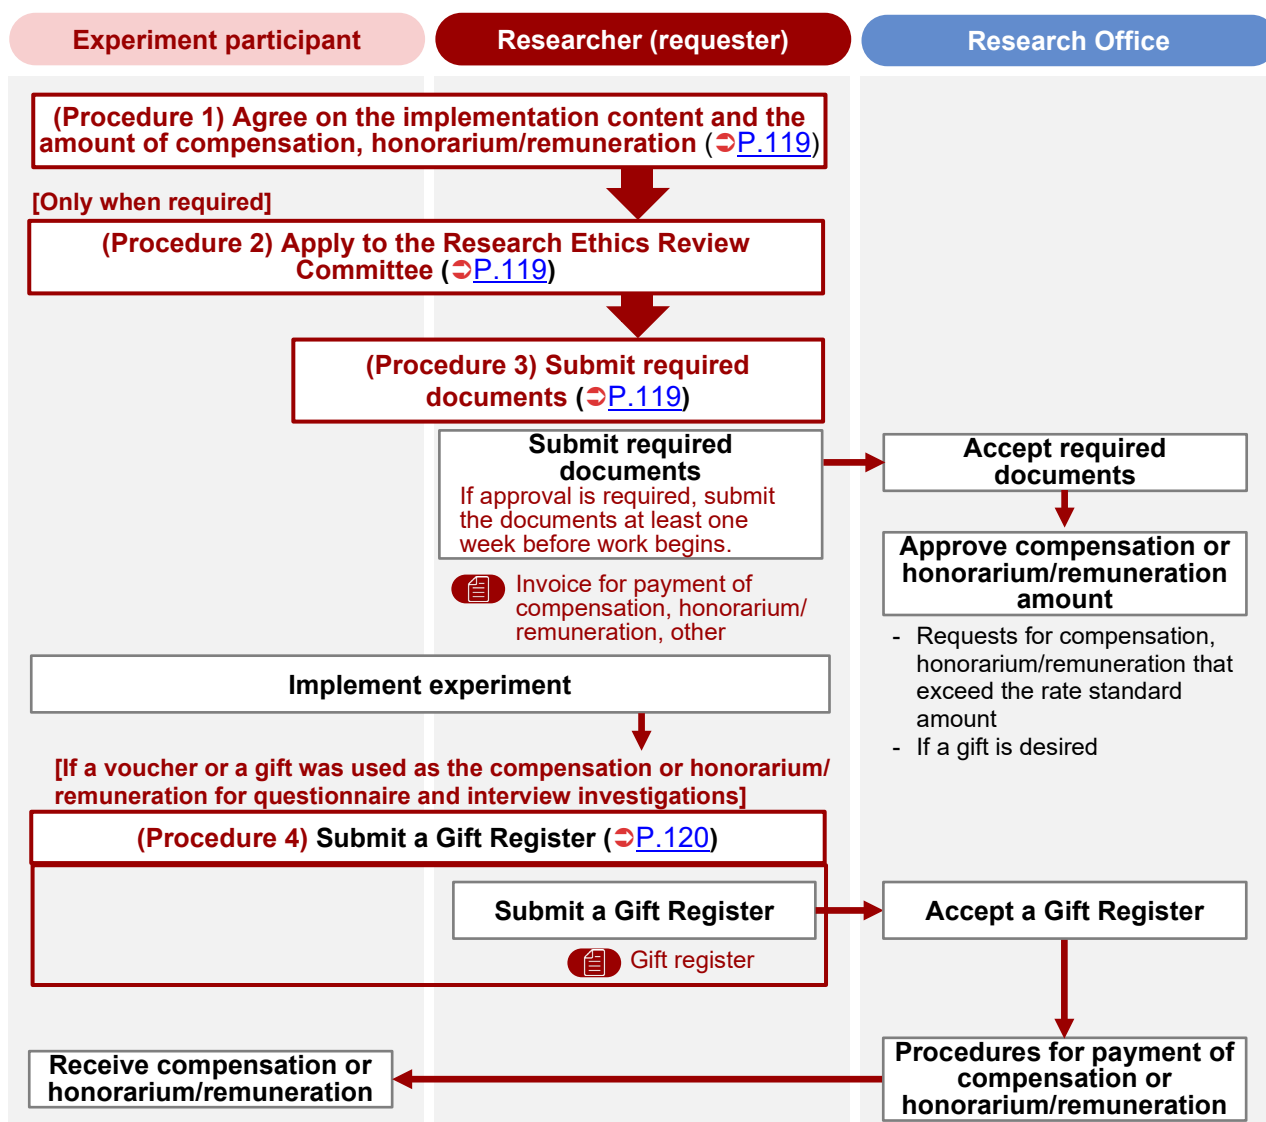 Experiment participant
Researcher (requester)
Research Office
(Procedure 1) Agree on the implementation content and the
amount of compensation, honorarium/remuneration (➲P.119)
[Only when required]
(Procedure 2) Apply to the Research Ethics Review
Committee (➲P.119)
(Procedure 3) Submit required
documents (➲P.119)
Submit required
documents
If approval is required, submit
the documents at least one
week before work begins.
Invoice for payment of
compensation, honorarium/
remuneration, other
Accept required
documents
Approve compensation or
honorarium/remuneration
amount
- Requests for compensation,
honorarium/remuneration that
exceed the rate standard
amount
- If a gift is desired
Implement experiment
[If a voucher or a gift was used as the compensation or honorarium/
remuneration for questionnaire and interview investigations]
(Procedure 4) Submit a Gift Register (➲P.120)
Submit a Gift Register
Gift register
Accept a Gift Register
Procedures for payment of
compensation or
honorarium/remuneration
Receive compensation or
honorarium/remuneration